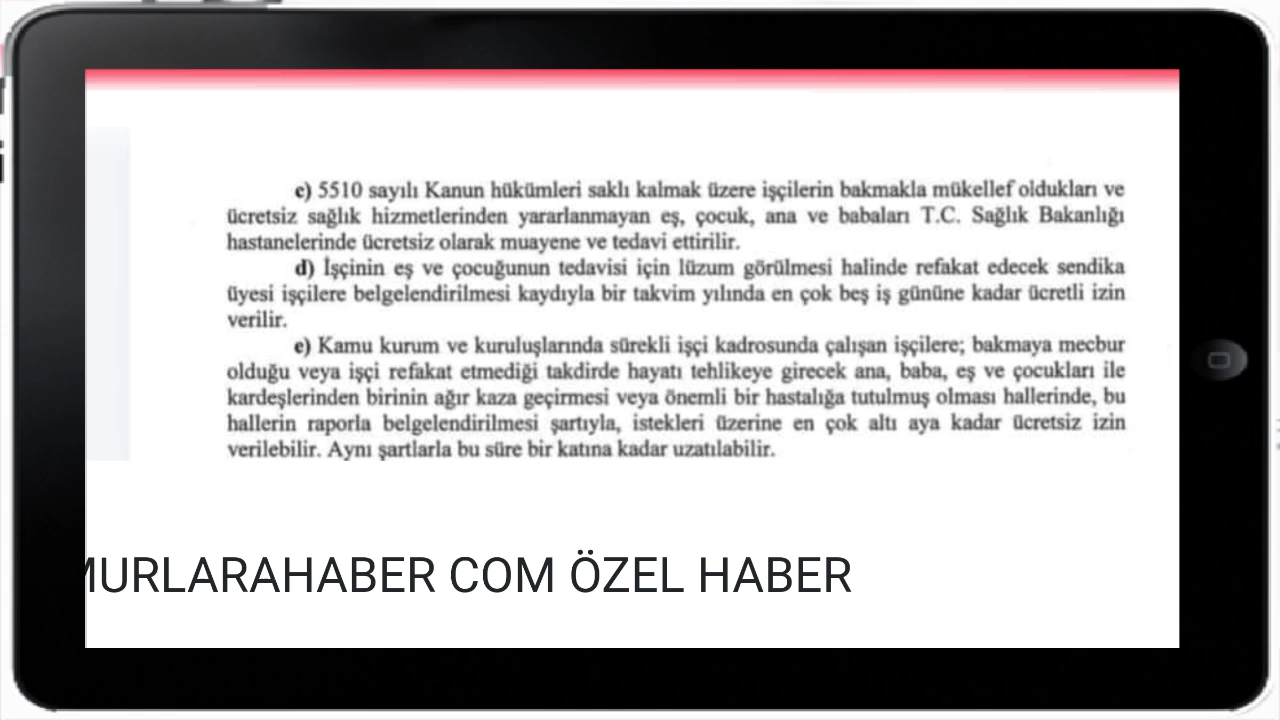 c) 5510 sayılı Kanun hükümleri saklı kalmak üzere işçilerin bakmakla mükellef oldukları ve
ücretsiz sağlık hizmetlerinden yararlanmayan eş, çocuk, ana ve babaları T.C. Sağlık Bakanlığı
hastanelerinde ücretsiz olarak muayene ve tedavi ettirilir.
d) İşçinin eş ve çocuğunun tedavisi için lüzum görülmesi halinde refakat edecek sendika
üyesi işçilere belgelendirilmesi kaydıyla bir takvim yılında en çok beş iş gününe kadar ücretli izin
verilir.
e) Kamu kurum ve kuruluşlarında sürekli işçi kadrosunda çalışan işçilere; bakmaya mecbur
olduğu veya işçi refakat etmediği takdirde hayatı tehlikeye girecek ana, baba, eş ve çocukları ile
kardeşlerinden birinin ağır kaza geçirmesi veya önemli bir hastalığa tutulmuş olması hallerinde, bu
hallerin raporla belgelendirilmesi şartıyla, istekleri üzerine en çok altı aya kadar ücretsiz izin
verilebilir. Aynı şartlarla bu süre bir katına kadar uzatılabilir.
MURLARAHABER COM ÖZEL HABER